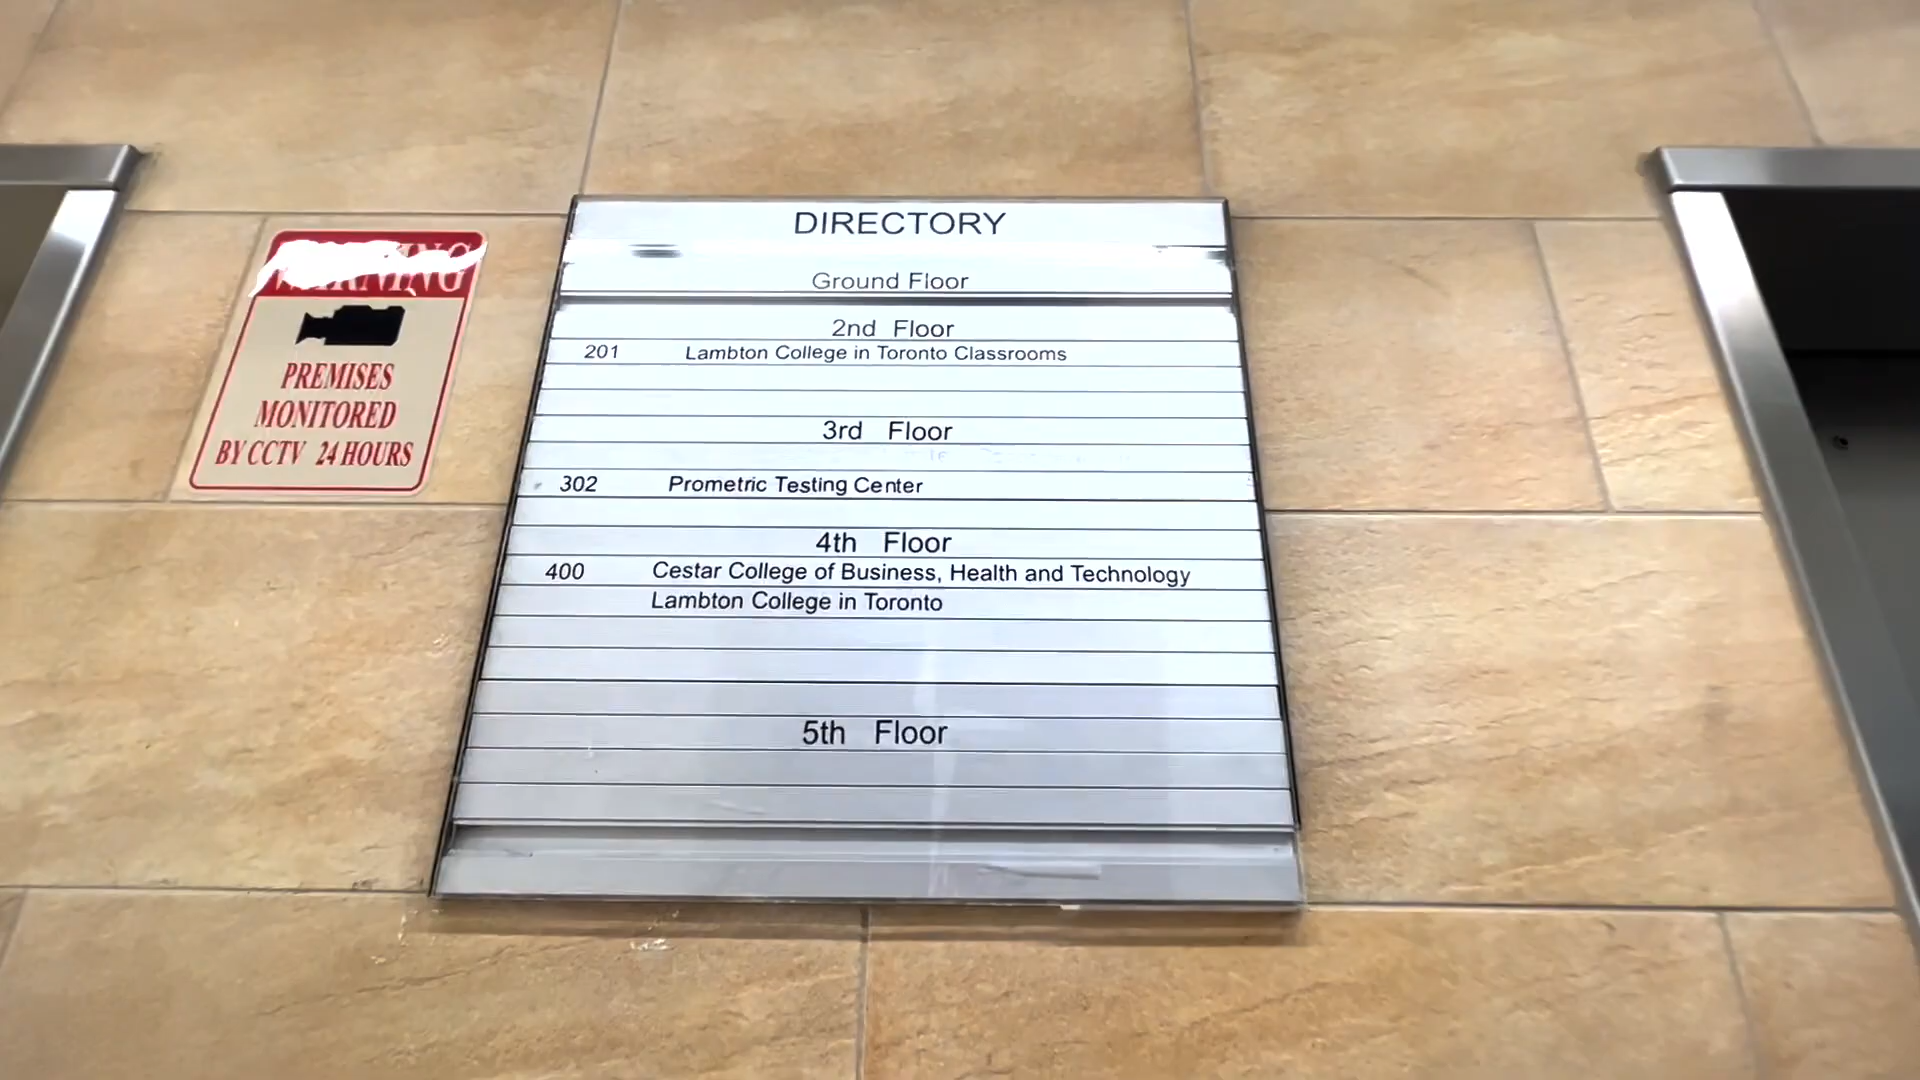 DIRECTORY
Ground Floor
2nd Floor
201 Lambton College in Toronto Classrooms
3rd Floor
302 Prometric Testing Center
4th Floor
400 Cestar College of Business, Health and Technology
Lambton College in Toronto
5th Floor
PREMISES
MONITORED
BY CCTV 24 HOURS